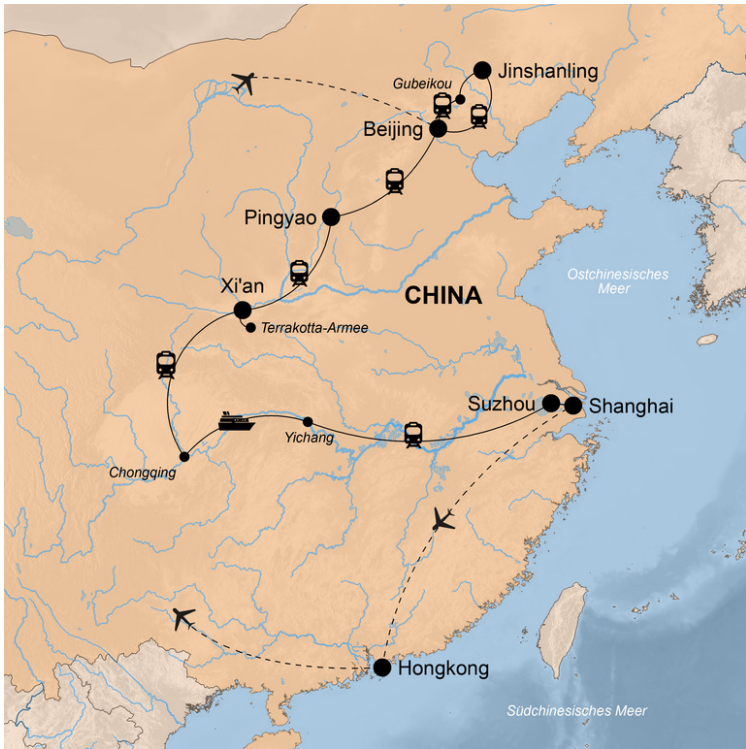 Jinshanling
Gubeikou
Beijing
Pingyao
Ostchinesisches
Meer
Xi'an
CHINA
Terrakotta-Armee
Suzhou
Shanghai
Yichang
Chongqing
Hongkong
Südchinesisches Meer